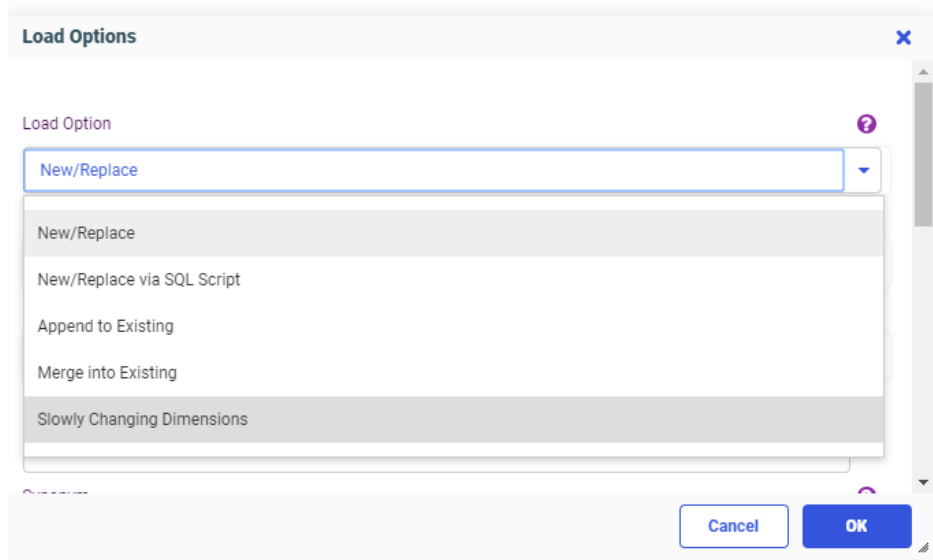 Load Options
Load Option
New/Replace
New/Replace
New/Replace via SQL Script
Append to Existing
Merge into Existing
Slowly Changing Dimensions
Cancel
OK